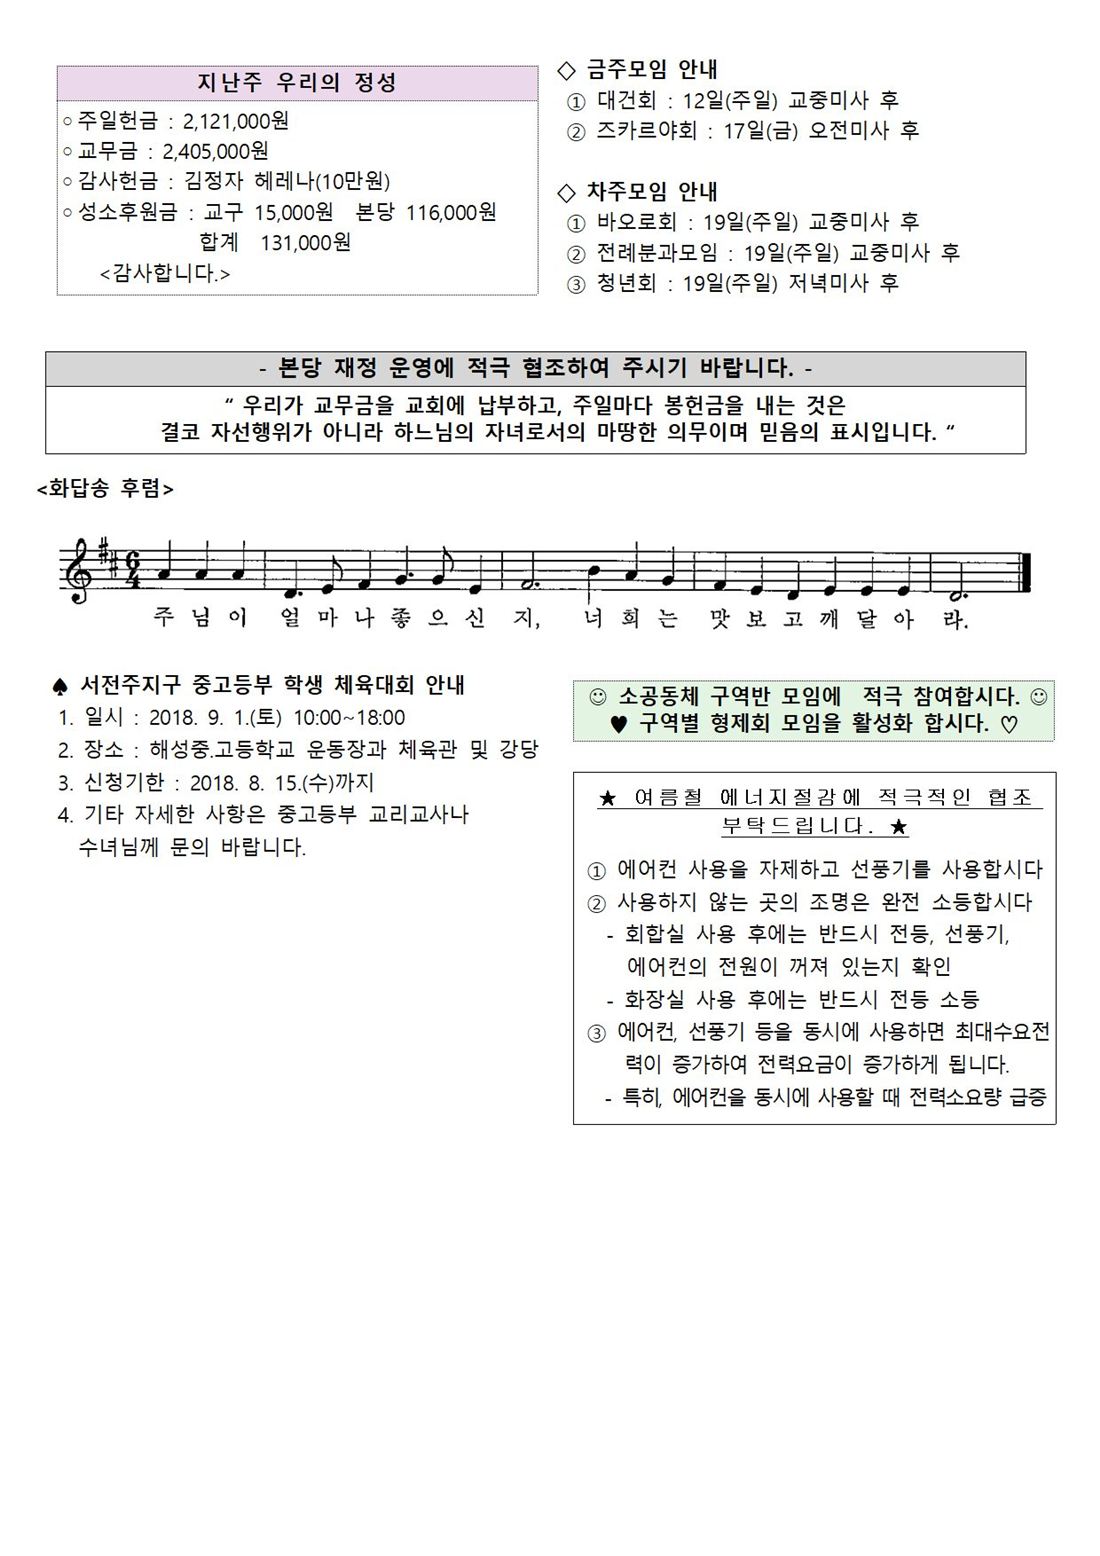 지난주 우리의 정성
○ 주일헌금 : 2,121,000원
○ 교무금 : 2,405,000원
○ 감사헌금 : 김정자 헤레나(10만원)
○ 성소후원금 : 교구 15,000원 본당 116,000원
합계 131,000원
<감사합니다.>
◇ 금주모임 안내
① 대건회 : 12일(주일) 교중미사 후
② 즈카르야회 : 17일(금) 오전미사 후
◇ 차주모임 안내
① 바오로회 : 19일(주일) 교중미사 후
② 전례분과모임 : 19일(주일) 교중미사 후
③ 청년회 : 19일(주일) 저녁미사 후
- 본당 재정 운영에 적극 협조하여 주시기 바랍니다. -
“ 우리가 교무금을 교회에 납부하고, 주일마다 봉헌금을 내는 것은
결코 자선행위가 아니라 하느님의 자녀로서의 마땅한 의무이며 믿음의 표시입니다. “
<화답송 후렴>
6
4
주 님 이 얼 마 나 좋 으 신 지, 너 희 는 맛 보 고 깨 달 아 라.
♠ 서전주지구 중고등부 학생 체육대회 안내
1. 일시 : 2018. 9. 1.(토) 10:00~18:00
2. 장소 : 해성중.고등학교 운동장과 체육관 및 강당
3. 신청기한 : 2018. 8. 15.(수)까지
4. 기타 자세한 사항은 중고등부 교리교사나
수녀님께 문의 바랍니다.
☺ 소공동체 구역반 모임에 적극 참여합시다. ☺
♥ 구역별 형제회 모임을 활성화 합시다. ♡
★ 여름철 에너지절감에 적극적인 협조
부탁드립니다. ★
① 에어컨 사용을 자제하고 선풍기를 사용합시다
② 사용하지 않는 곳의 조명은 완전 소등합시다
- 회합실 사용 후에는 반드시 전등, 선풍기,
에어컨의 전원이 꺼져 있는지 확인
- 화장실 사용 후에는 반드시 전등 소등
③ 에어컨, 선풍기 등을 동시에 사용하면 최대수요전
력이 증가하여 전력요금이 증가하게 됩니다.
- 특히, 에어컨을 동시에 사용할 때 전력소요량 급증